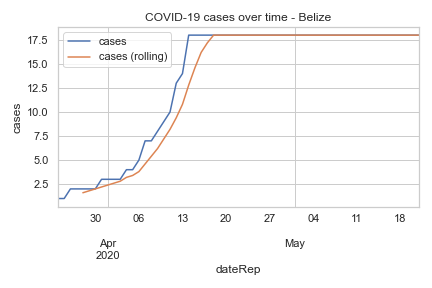 COVID-19 cases over time - Belize
cases
cases (rolling)
cases
17.5
15.0
12.5
10.0
7.5
5.0
2.5
30 06 13 20 27 04 11 18
Apr May
2020
dateRep